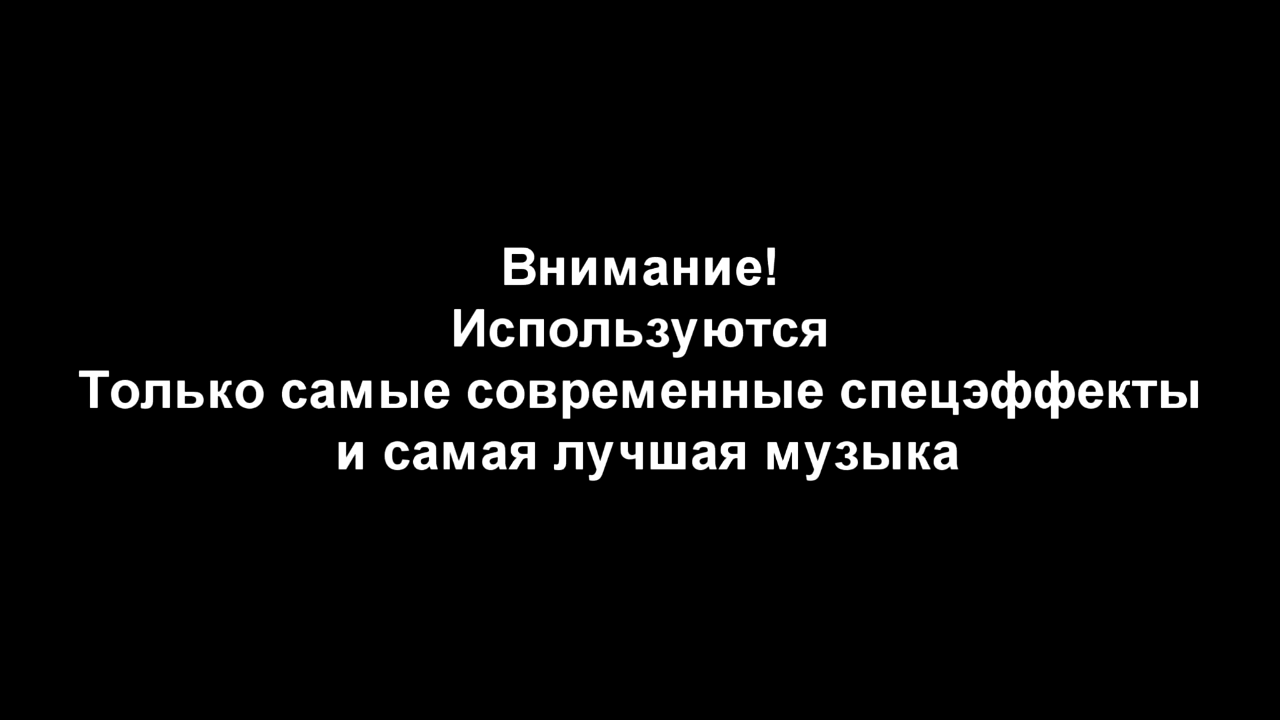 Внимание!
Используются
Только самые современные спецэффекты
и самая лучшая музыка